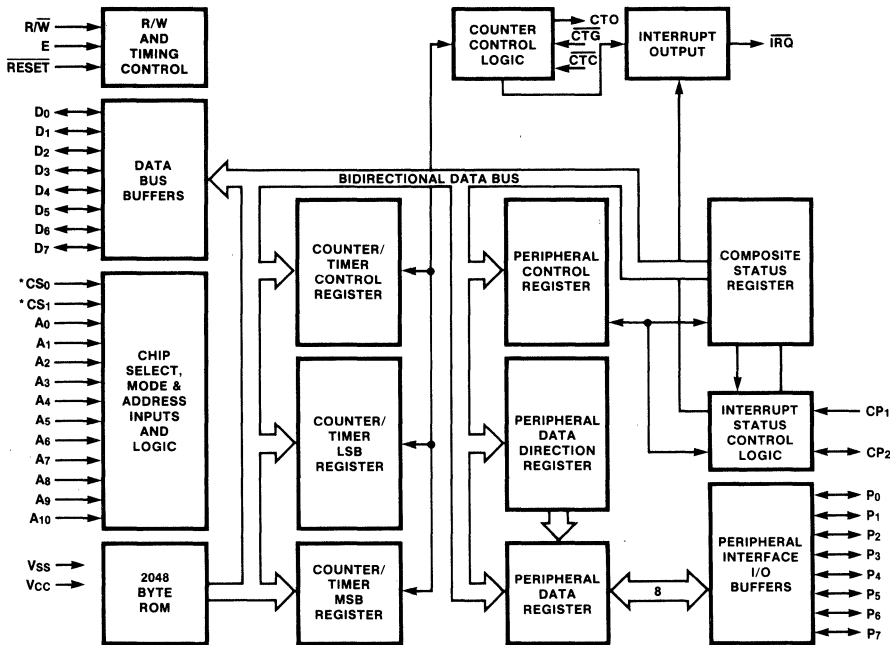 R/W̅
E
R̅E̅S̅E̅T̅
R/W
AND
TIMING
CONTROL
COUNTER
CONTROL
LOGIC
CTO
C̅T̅G̅
C̅T̅C̅
INTERRUPT
OUTPUT
I̅R̅Q̅
D0
D1
D2
D3
D4
D5
D6
D7
DATA
BUS
BUFFERS
BIDIRECTIONAL DATA BUS
COUNTER/
TIMER
CONTROL
REGISTER
PERIPHERAL
CONTROL
REGISTER
COMPOSITE
STATUS
REGISTER
*CS0
*CS1
A0
A1
A2
A3
A4
A5
A6
A7
A8
A9
A10
CHIP
SELECT,
MODE &
ADDRESS
INPUTS
AND
LOGIC
COUNTER/
TIMER
LSB
REGISTER
PERIPHERAL
DATA
DIRECTION
REGISTER
INTERRUPT
STATUS
CONTROL
LOGIC
CP1
CP2
VSS
VCC
2048
BYTE
ROM
COUNTER/
TIMER
MSB
REGISTER
PERIPHERAL
DATA
REGISTER
8
PERIPHERAL
INTERFACE
I/O
BUFFERS
P0
P1
P2
P3
P4
P5
P6
P7